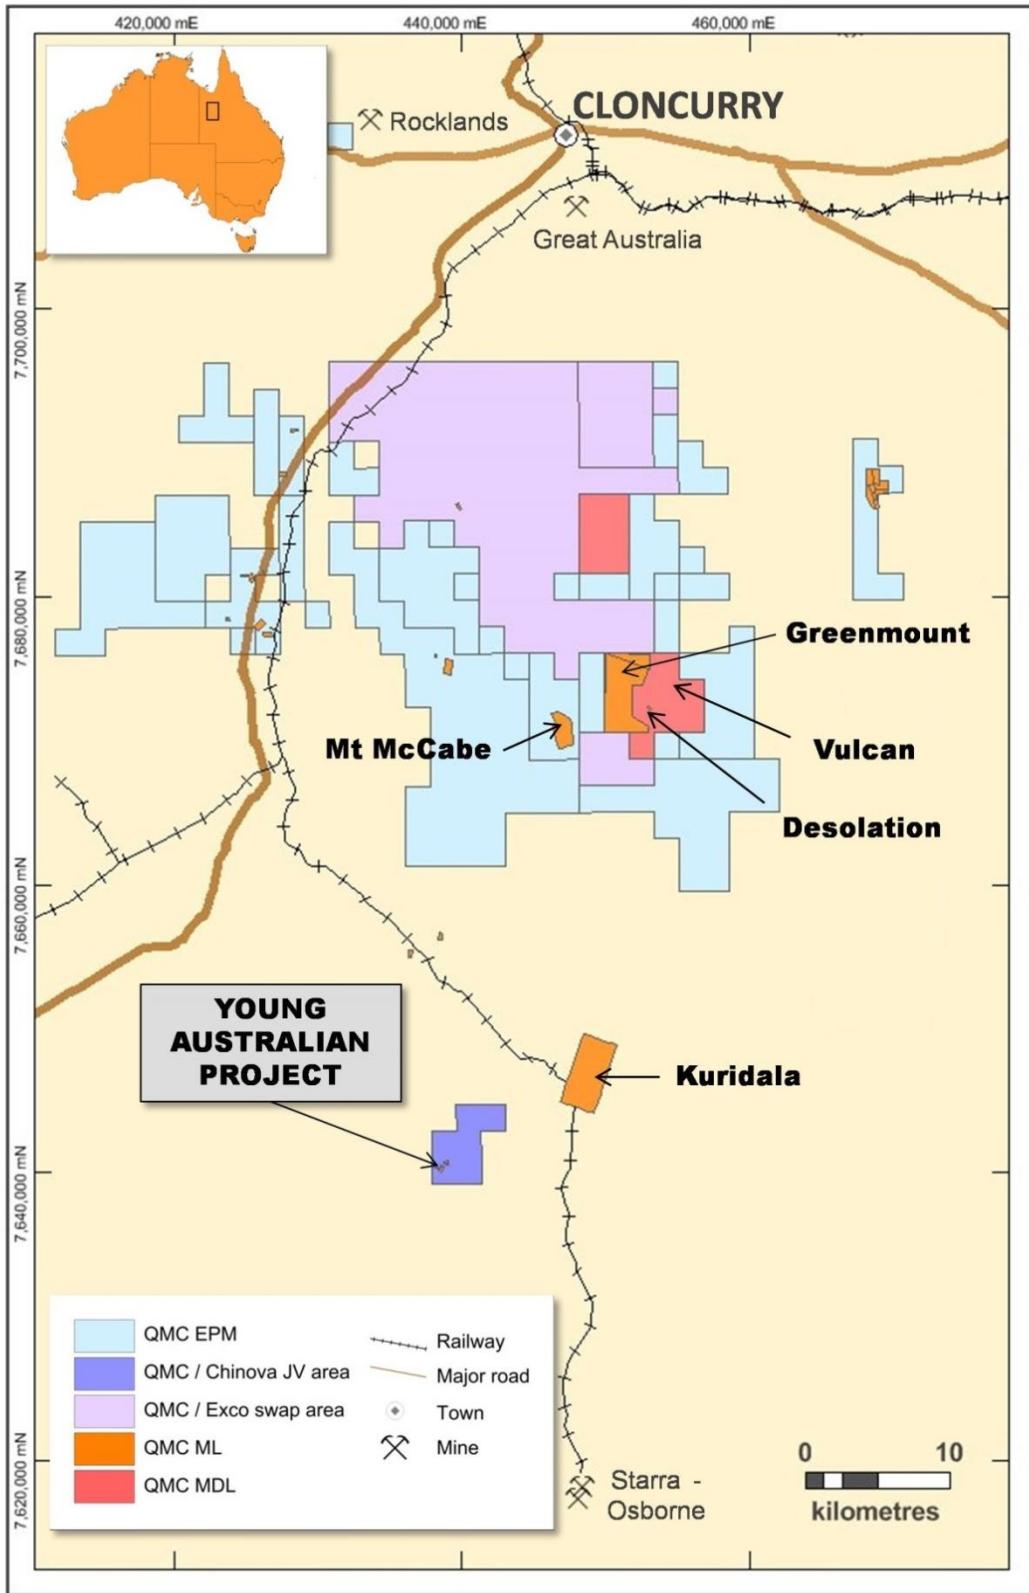 420,000 mE
440,000 mE
460,000 mE
CLONCURRY
Rocklands
Great Australia
7,700,000 mN
7,680,000 mN
Greenmount
Mt McCabe
Vulcan
Desolation
7,660,000 mN
YOUNG
AUSTRALIAN
PROJECT
Kuridala
7,640,000 mN
QMC EPM
QMC / Chinova JV area
QMC / Exco swap area
QMC ML
QMC MDL
Railway
Major road
Town
Mine
Starra -
Osborne
0 10
kilometres
7,620,000 mN